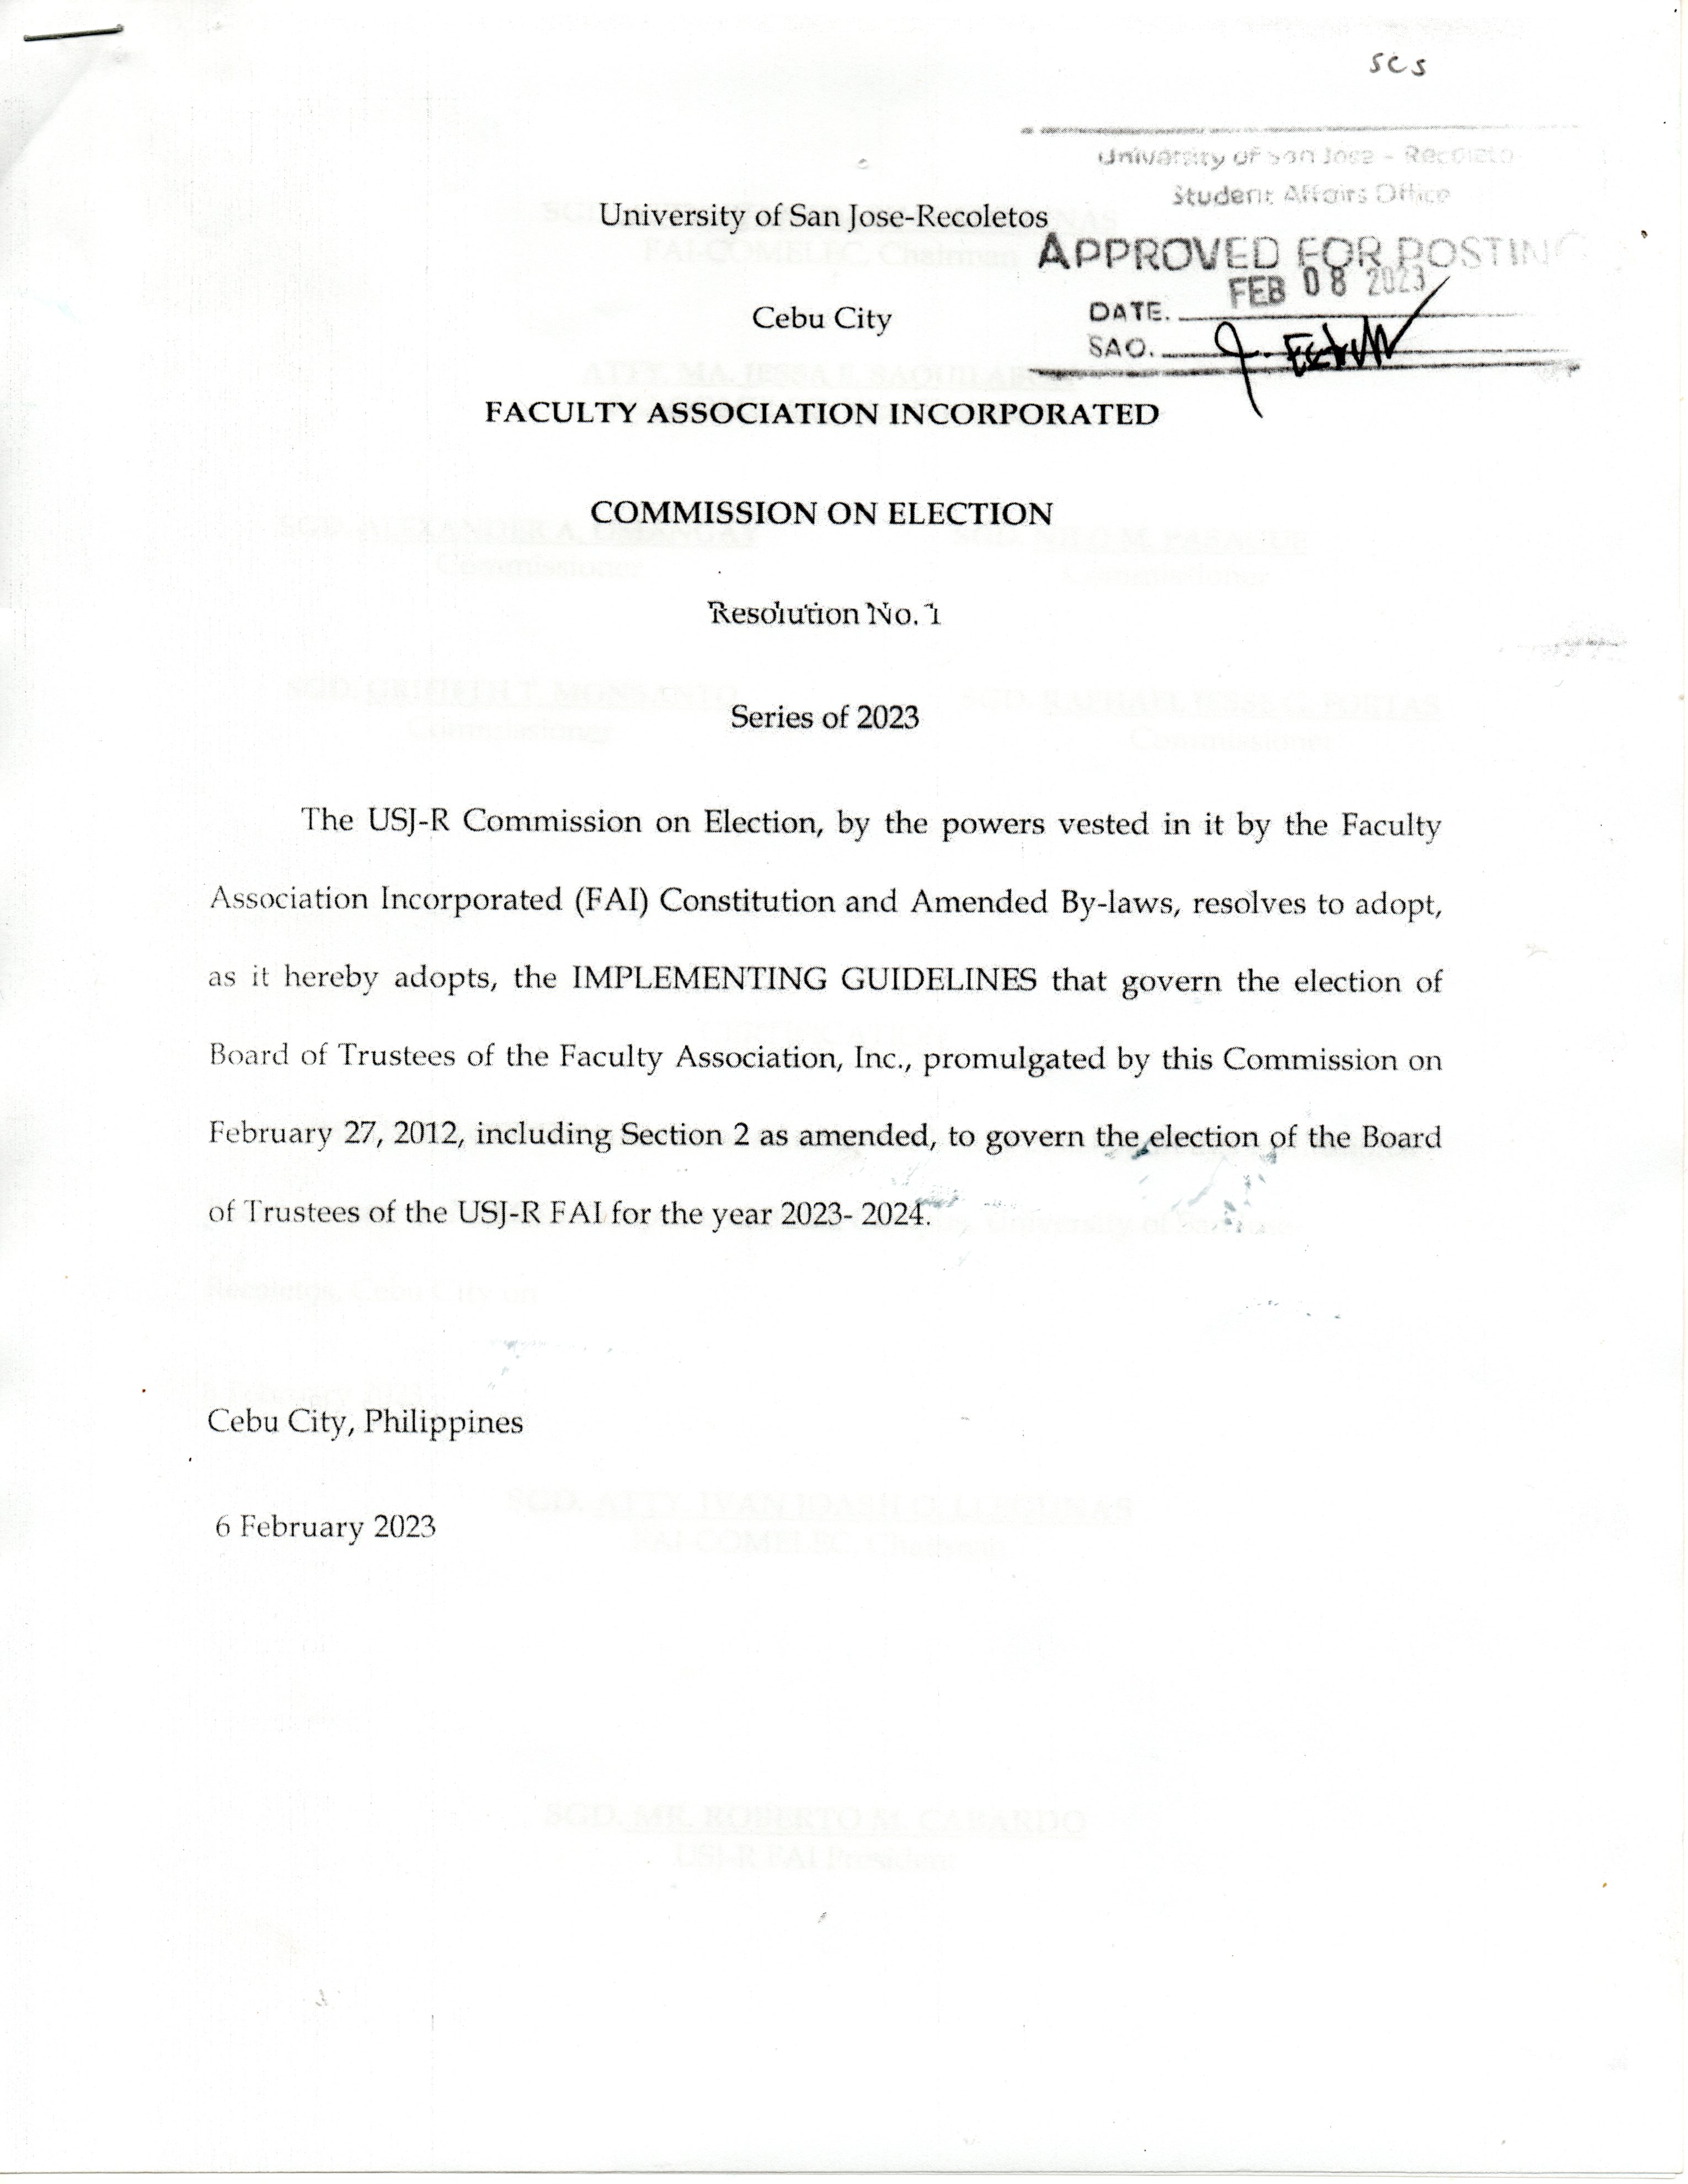 scs
University of San Jose - Recoletos
Student Affairs Office
APPROVED FOR POSTING
FEB 08 2023
DATE.
SAO.
University of San Jose-Recoletos
Cebu City
FACULTY ASSOCIATION INCORPORATED
COMMISSION ON ELECTION
Resolution No. 1
Series of 2023
The USJ-R Commission on Election, by the powers vested in it by the Faculty
Association Incorporated (FAI) Constitution and Amended By-laws, resolves to adopt,
as it hereby adopts, the IMPLEMENTING GUIDELINES that govern the election of
Board of Trustees of the Faculty Association, Inc., promulgated by this Commission on
February 27, 2012, including Section 2 as amended, to govern the election of the Board
of Trustees of the USJ-R FAI for the year 2023- 2024.
Cebu City, Philippines
6 February 2023